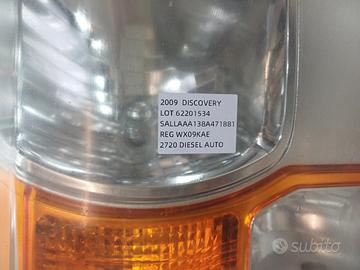 2009 DISCOVERY
LOT 62201534
SALLAAA138A471881
REG WX09KAE
2720 DIESEL AUTO
subito